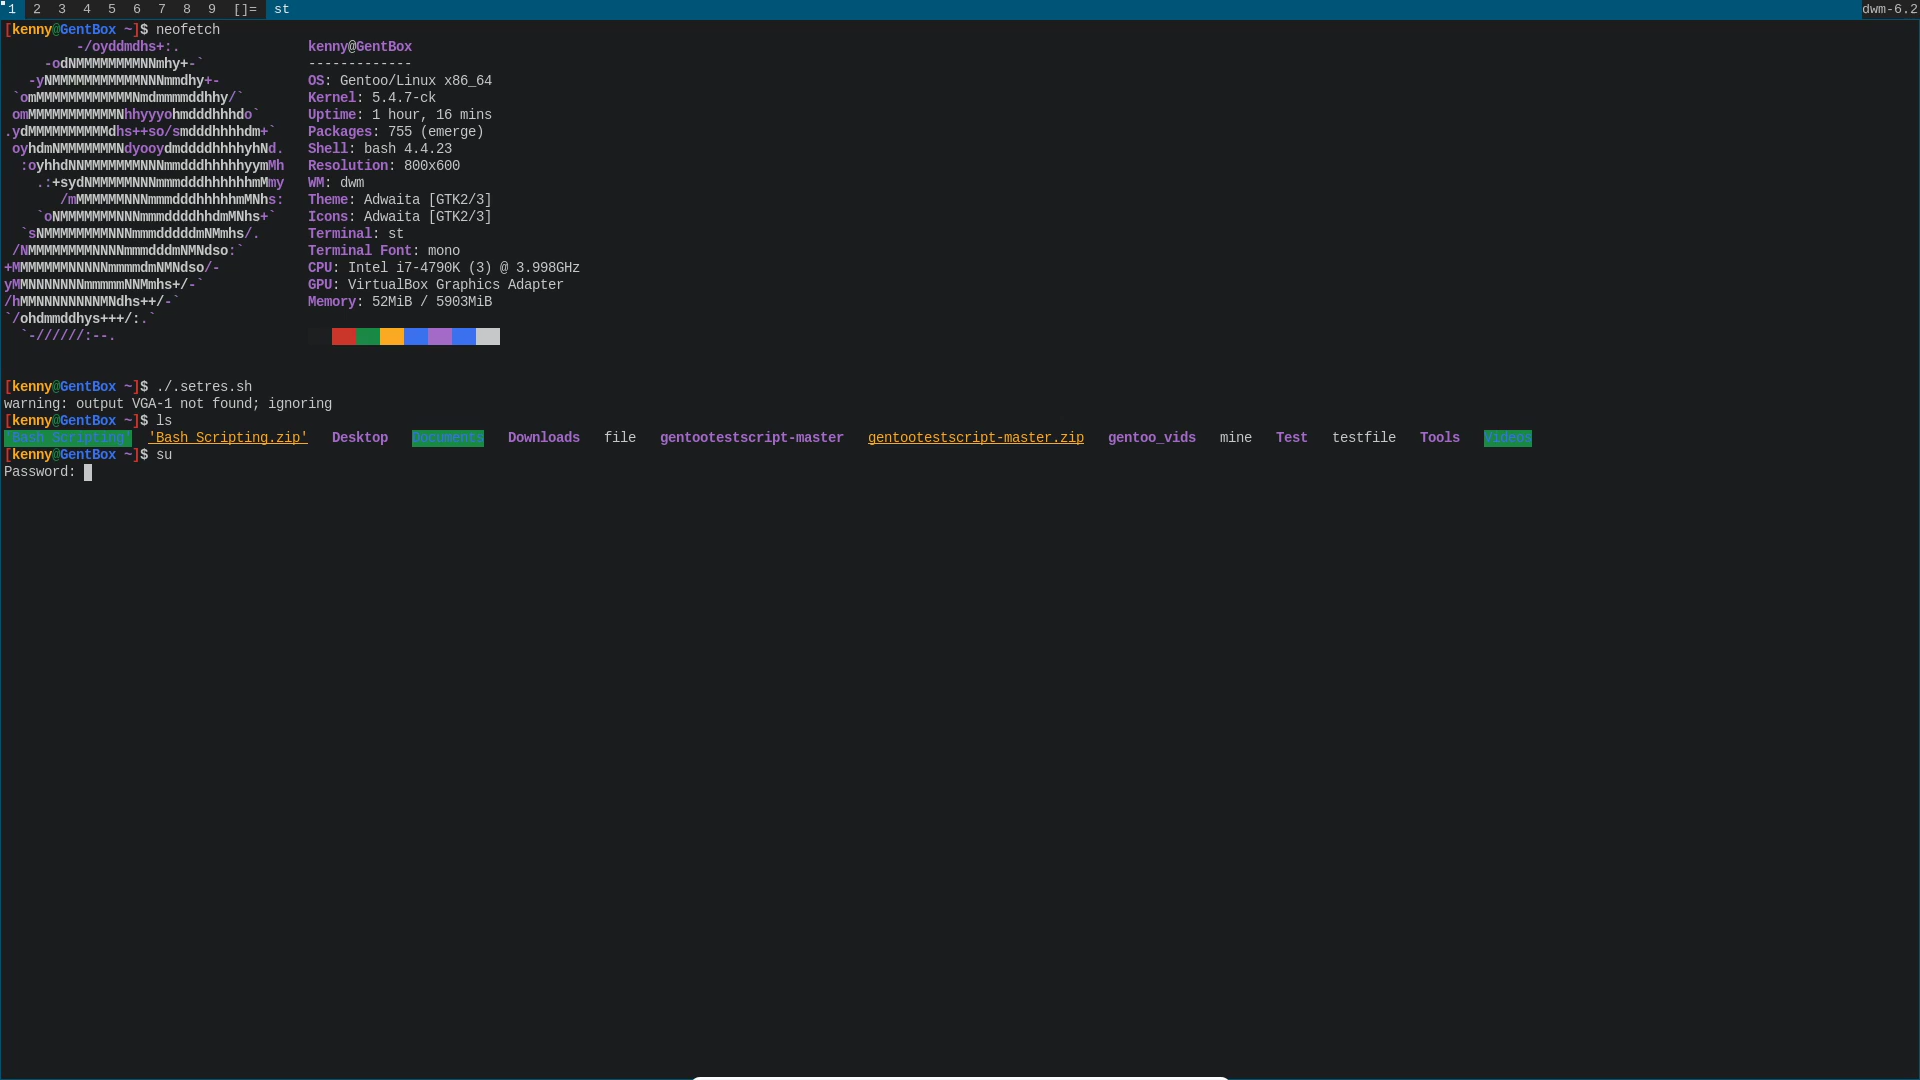 1 2 3 4 5 6 7 8 9 []= st dwm-6.2
[kenny@GentBox ~]$ neofetch
-/oyddmdhs+:. kenny@GentBox
-odNMMMMMMMMNNmhy+-` -------------
-yNMMMMMMMMMMMNNNmmdhy+- OS: Gentoo/Linux x86_64
`omMMMMMMMMMMMMNmdmmmmddhhy/` Kernel: 5.4.7-ck
omMMMMMMMMMMMNhhyyyohmdddhhhdo` Uptime: 1 hour, 16 mins
.ydMMMMMMMMMMdhs++so/smdddhhhhdm+` Packages: 755 (emerge)
oyhdmNMMMMMMMNdyooydmddddhhhhyhNd. Shell: bash 4.4.23
:oyhhdNNMMMMMMMNNNmmdddhhhhhyymMh Resolution: 800x600
.:+sydNMMMMMNNNmmmdddhhhhhhmMmy WM: dwm
/mMMMMMMNNNmmmdddhhhhhmMNhs: Theme: Adwaita [GTK2/3]
`oNMMMMMMMNNNmmmddddhhdmMNhs+` Icons: Adwaita [GTK2/3]
`sNMMMMMMMMNNNmmmdddddmNMmhs/. Terminal: st
/NMMMMMMMMNNNNmmmdddmNMNdso:` Terminal Font: mono
+MMMMMMMNNNNNmmmmdmNMNdso/- CPU: Intel i7-4790K (3) @ 3.998GHz
yMMNNNNNNNmmmmmNNMmhs+/-` GPU: VirtualBox Graphics Adapter
/hMMNNNNNNNNMNdhs++/-` Memory: 52MiB / 5903MiB
`/ohdmmddhys+++/:.`
`-//////:--.
[kenny@GentBox ~]$ ./.setres.sh
warning: output VGA-1 not found; ignoring
[kenny@GentBox ~]$ ls
'Bash Scripting' 'Bash Scripting.zip' Desktop Documents Downloads file gentootestscript-master gentootestscript-master.zip gentoo_vids mine Test testfile Tools Videos
[kenny@GentBox ~]$ su
Password: